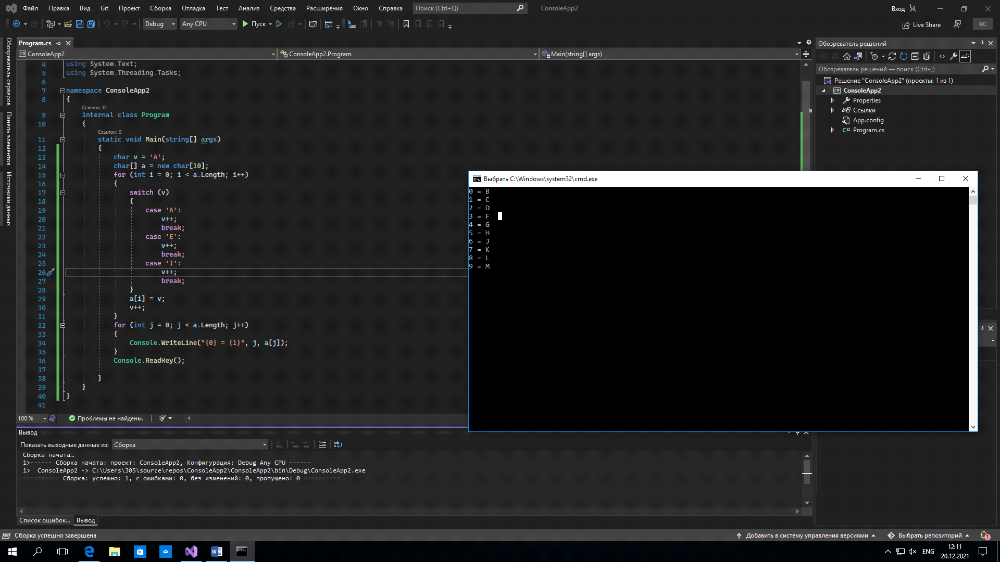 Файл Правка Вид Git Проект Сборка Отладка Тест Анализ Средства Расширения Окно Справка Поиск (Ctrl+Q) ConsoleApp2 Вход
Debug Any CPU Пуск Live Share RC
Обозреватель серверов
Панель элементов
Источники данных
Program.cs
ConsoleApp2 ConsoleApp2.Program Main(string[] args)
4 using System.Text;
5 using System.Threading.Tasks;
6
7 namespace ConsoleApp2
8 {
Ссылок: 0
9 internal class Program
10 {
Ссылок: 0
11 static void Main(string[] args)
12 {
13 char v = 'A';
14 char[] a = new char[10];
15 for (int i = 0; i < a.Length; i++)
16 {
17 switch (v)
18 {
19 case 'A':
20 v++;
21 break;
22 case 'E':
23 v++;
24 break;
25 case 'I':
26 v++;
27 break;
28 }
29 a[i] = v;
30 v++;
31 }
32 for (int j = 0; j < a.Length; j++)
33 {
34 Console.WriteLine("{0} = {1}", j, a[j]);
35 }
36 Console.ReadKey();
37
38 }
39 }
40 }
41
100 % Проблемы не найдены.
Выбрать C:\Windows\system32\cmd.exe
0 = B
1 = C
2 = D
3 = F
4 = G
5 = H
6 = J
7 = K
8 = L
9 = M
Обозреватель решений
Обозреватель решений — поиск (Ctrl+;)
Решение "ConsoleApp2" (проекты: 1 из 1)
C# ConsoleApp2
Properties
Ссылки
App.config
C# Program.cs
Вывод
Показать выходные данные из: Сборка
Сборка начата…
1>------ Сборка начата: проект: ConsoleApp2, Конфигурация: Debug Any CPU ------
1> ConsoleApp2 -> C:\Users\305\source\repos\ConsoleApp2\ConsoleApp2\bin\Debug\ConsoleApp2.exe
========== Сборка: успешно: 1, с ошибками: 0, без изменений: 0, пропущено: 0 ==========
Список ошибок... Вывод
Сборка успешно завершена Добавить в систему управления версиями Выбрать репозиторий 1
ENG 12:11
20.12.2021